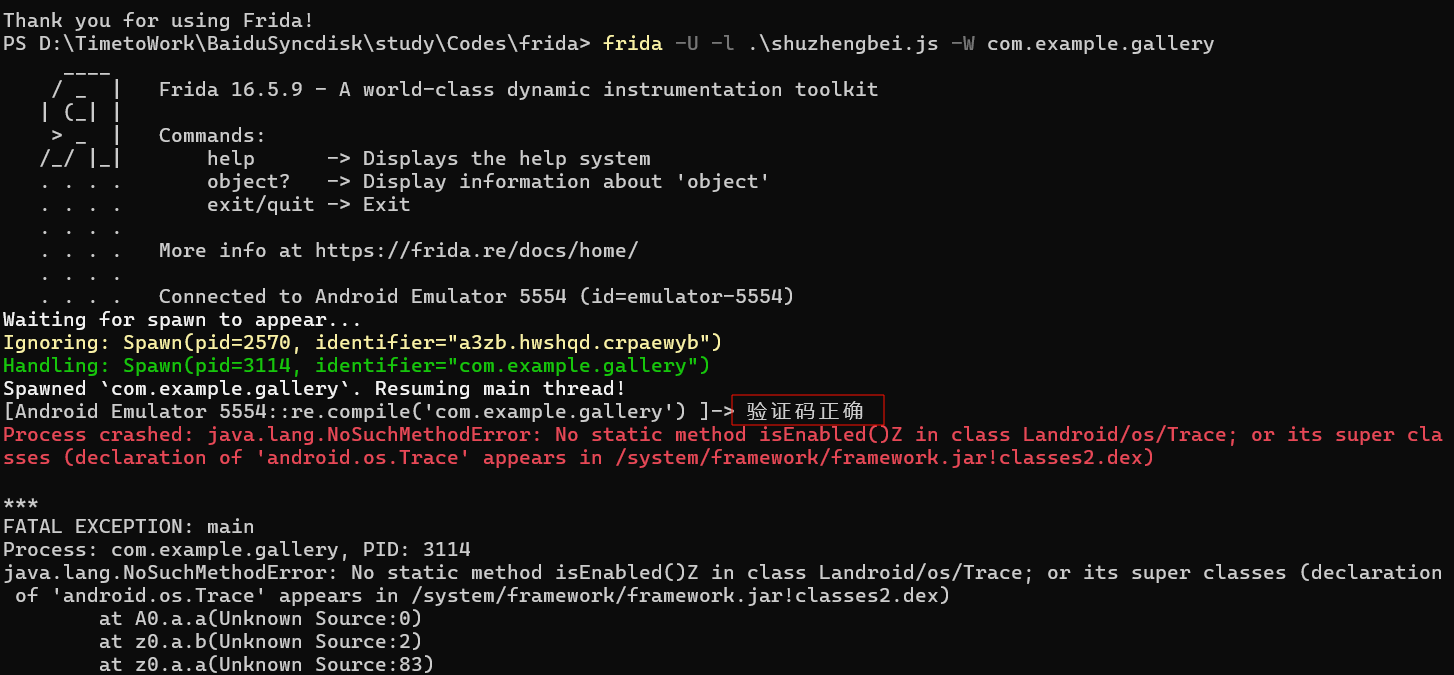 Thank you for using Frida!
PS D:\TimetoWork\BaiduSyncdisk\study\Codes\frida> frida -U -l .\shuzhengbei.js -W com.example.gallery
     ____
    / _  |   Frida 16.5.9 - A world-class dynamic instrumentation toolkit
   | (_| |
    > _  |   Commands:
   /_/ |_|       help      -> Displays the help system
   . . . .       object?   -> Display information about 'object'
   . . . .       exit/quit -> Exit
   . . . .
   . . . .   More info at https://frida.re/docs/home/
   . . . .
   . . . .   Connected to Android Emulator 5554 (id=emulator-5554)
Waiting for spawn to appear...
Ignoring: Spawn(pid=2570, identifier="a3zb.hwshqd.crpaewyb")
Handling: Spawn(pid=3114, identifier="com.example.gallery")
Spawned `com.example.gallery`. Resuming main thread!
[Android Emulator 5554::re.compile('com.example.gallery') ]-> 验证码正确
Process crashed: java.lang.NoSuchMethodError: No static method isEnabled()Z in class Landroid/os/Trace; or its super cla
sses (declaration of 'android.os.Trace' appears in /system/framework/framework.jar!classes2.dex)

***
FATAL EXCEPTION: main
Process: com.example.gallery, PID: 3114
java.lang.NoSuchMethodError: No static method isEnabled()Z in class Landroid/os/Trace; or its super classes (declaration
 of 'android.os.Trace' appears in /system/framework/framework.jar!classes2.dex)
        at A0.a.a(Unknown Source:0)
        at z0.a.b(Unknown Source:2)
        at z0.a.a(Unknown Source:83)